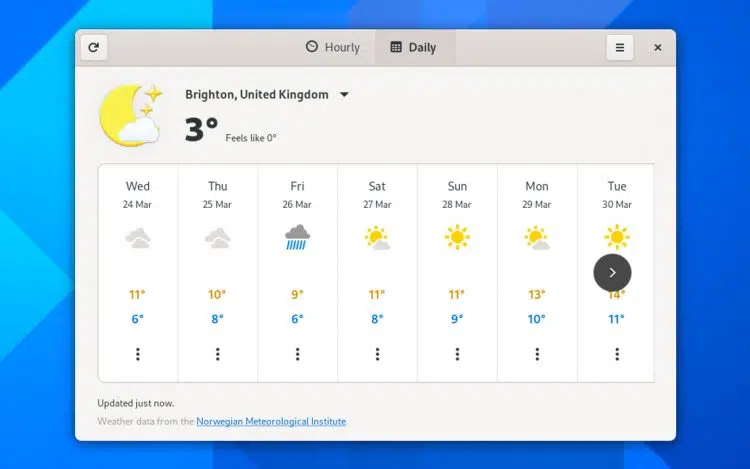 Hourly Daily
Brighton, United Kingdom
3° Feels like 0°
Wed Thu Fri Sat Sun Mon Tue
24 Mar 25 Mar 26 Mar 27 Mar 28 Mar 29 Mar 30 Mar
11° 10° 9° 11° 11° 13° 14°
6° 8° 6° 8° 9° 10° 11°
Updated just now.
Weather data from the Norwegian Meteorological Institute.